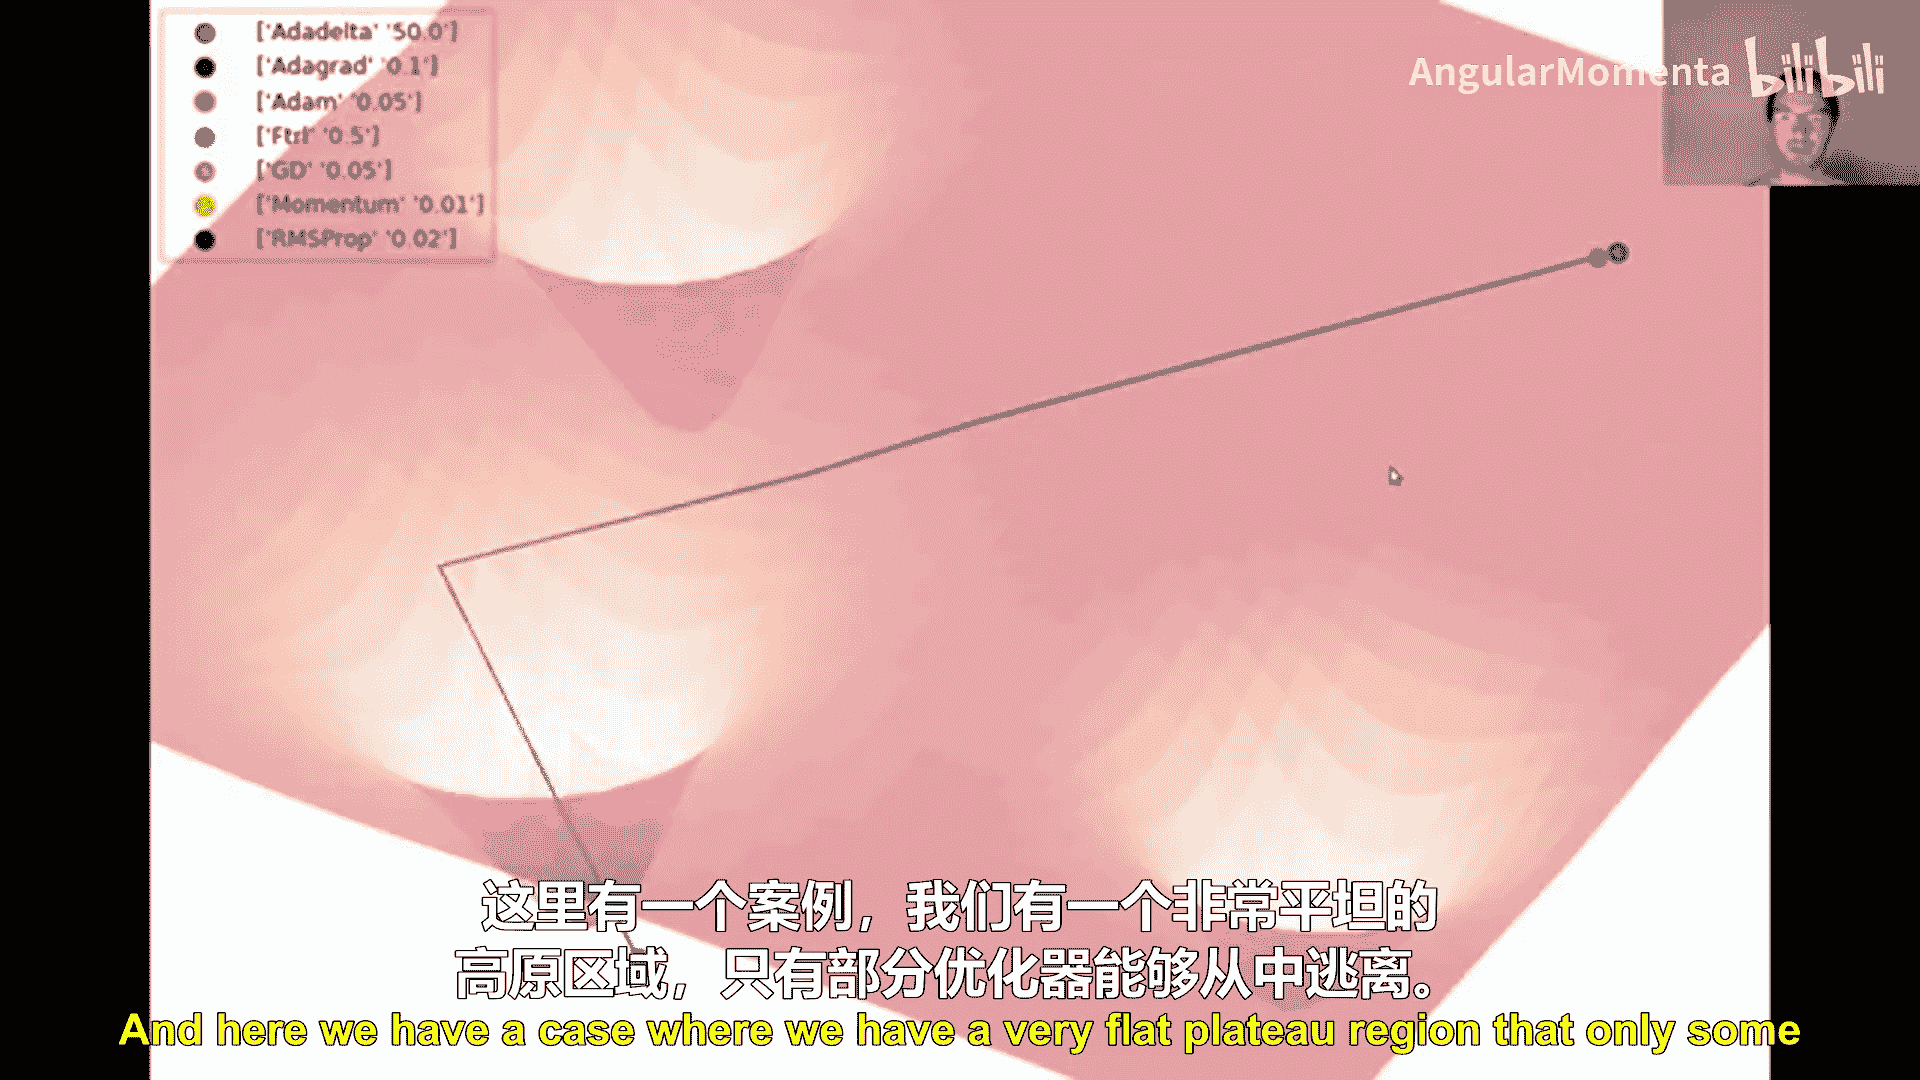 ['Adadelta' '50.0']
['Adagrad' '0.1']
['Adam' '0.05']
['Ftrl' '0.5']
['GD' '0.05']
['Momentum' '0.01']
['RMSProp' '0.02']
AngularMomenta bilibili
这里有一个案例，我们有一个非常平坦的
高原区域，只有部分优化器能够从中逃离。
And here we have a case where we have a very flat plateau region that only some